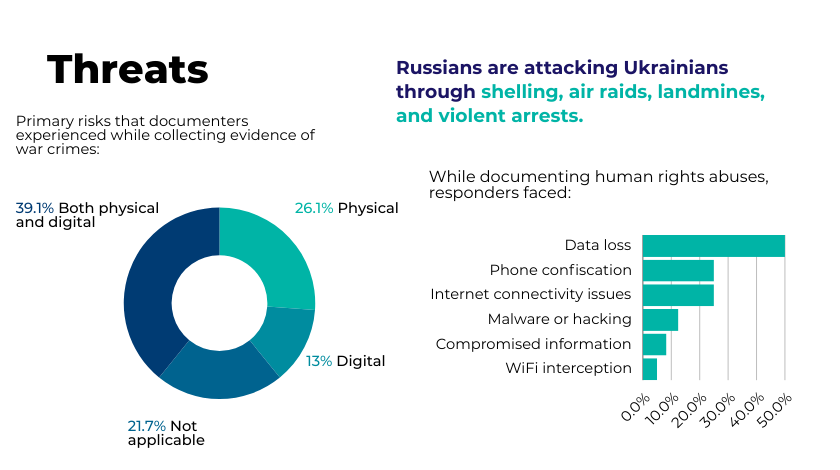 Threats
Primary risks that documenters
experienced while collecting evidence of
war crimes:
39.1% Both physical
and digital
26.1% Physical
13% Digital
21.7% Not
applicable
Russians are attacking Ukrainians
through shelling, air raids, landmines,
and violent arrests.
While documenting human rights abuses,
responders faced:
Data loss
Phone confiscation
Internet connectivity issues
Malware or hacking
Compromised information
WiFi interception
0.0%
10.0%
20.0%
30.0%
40.0%
50.0%